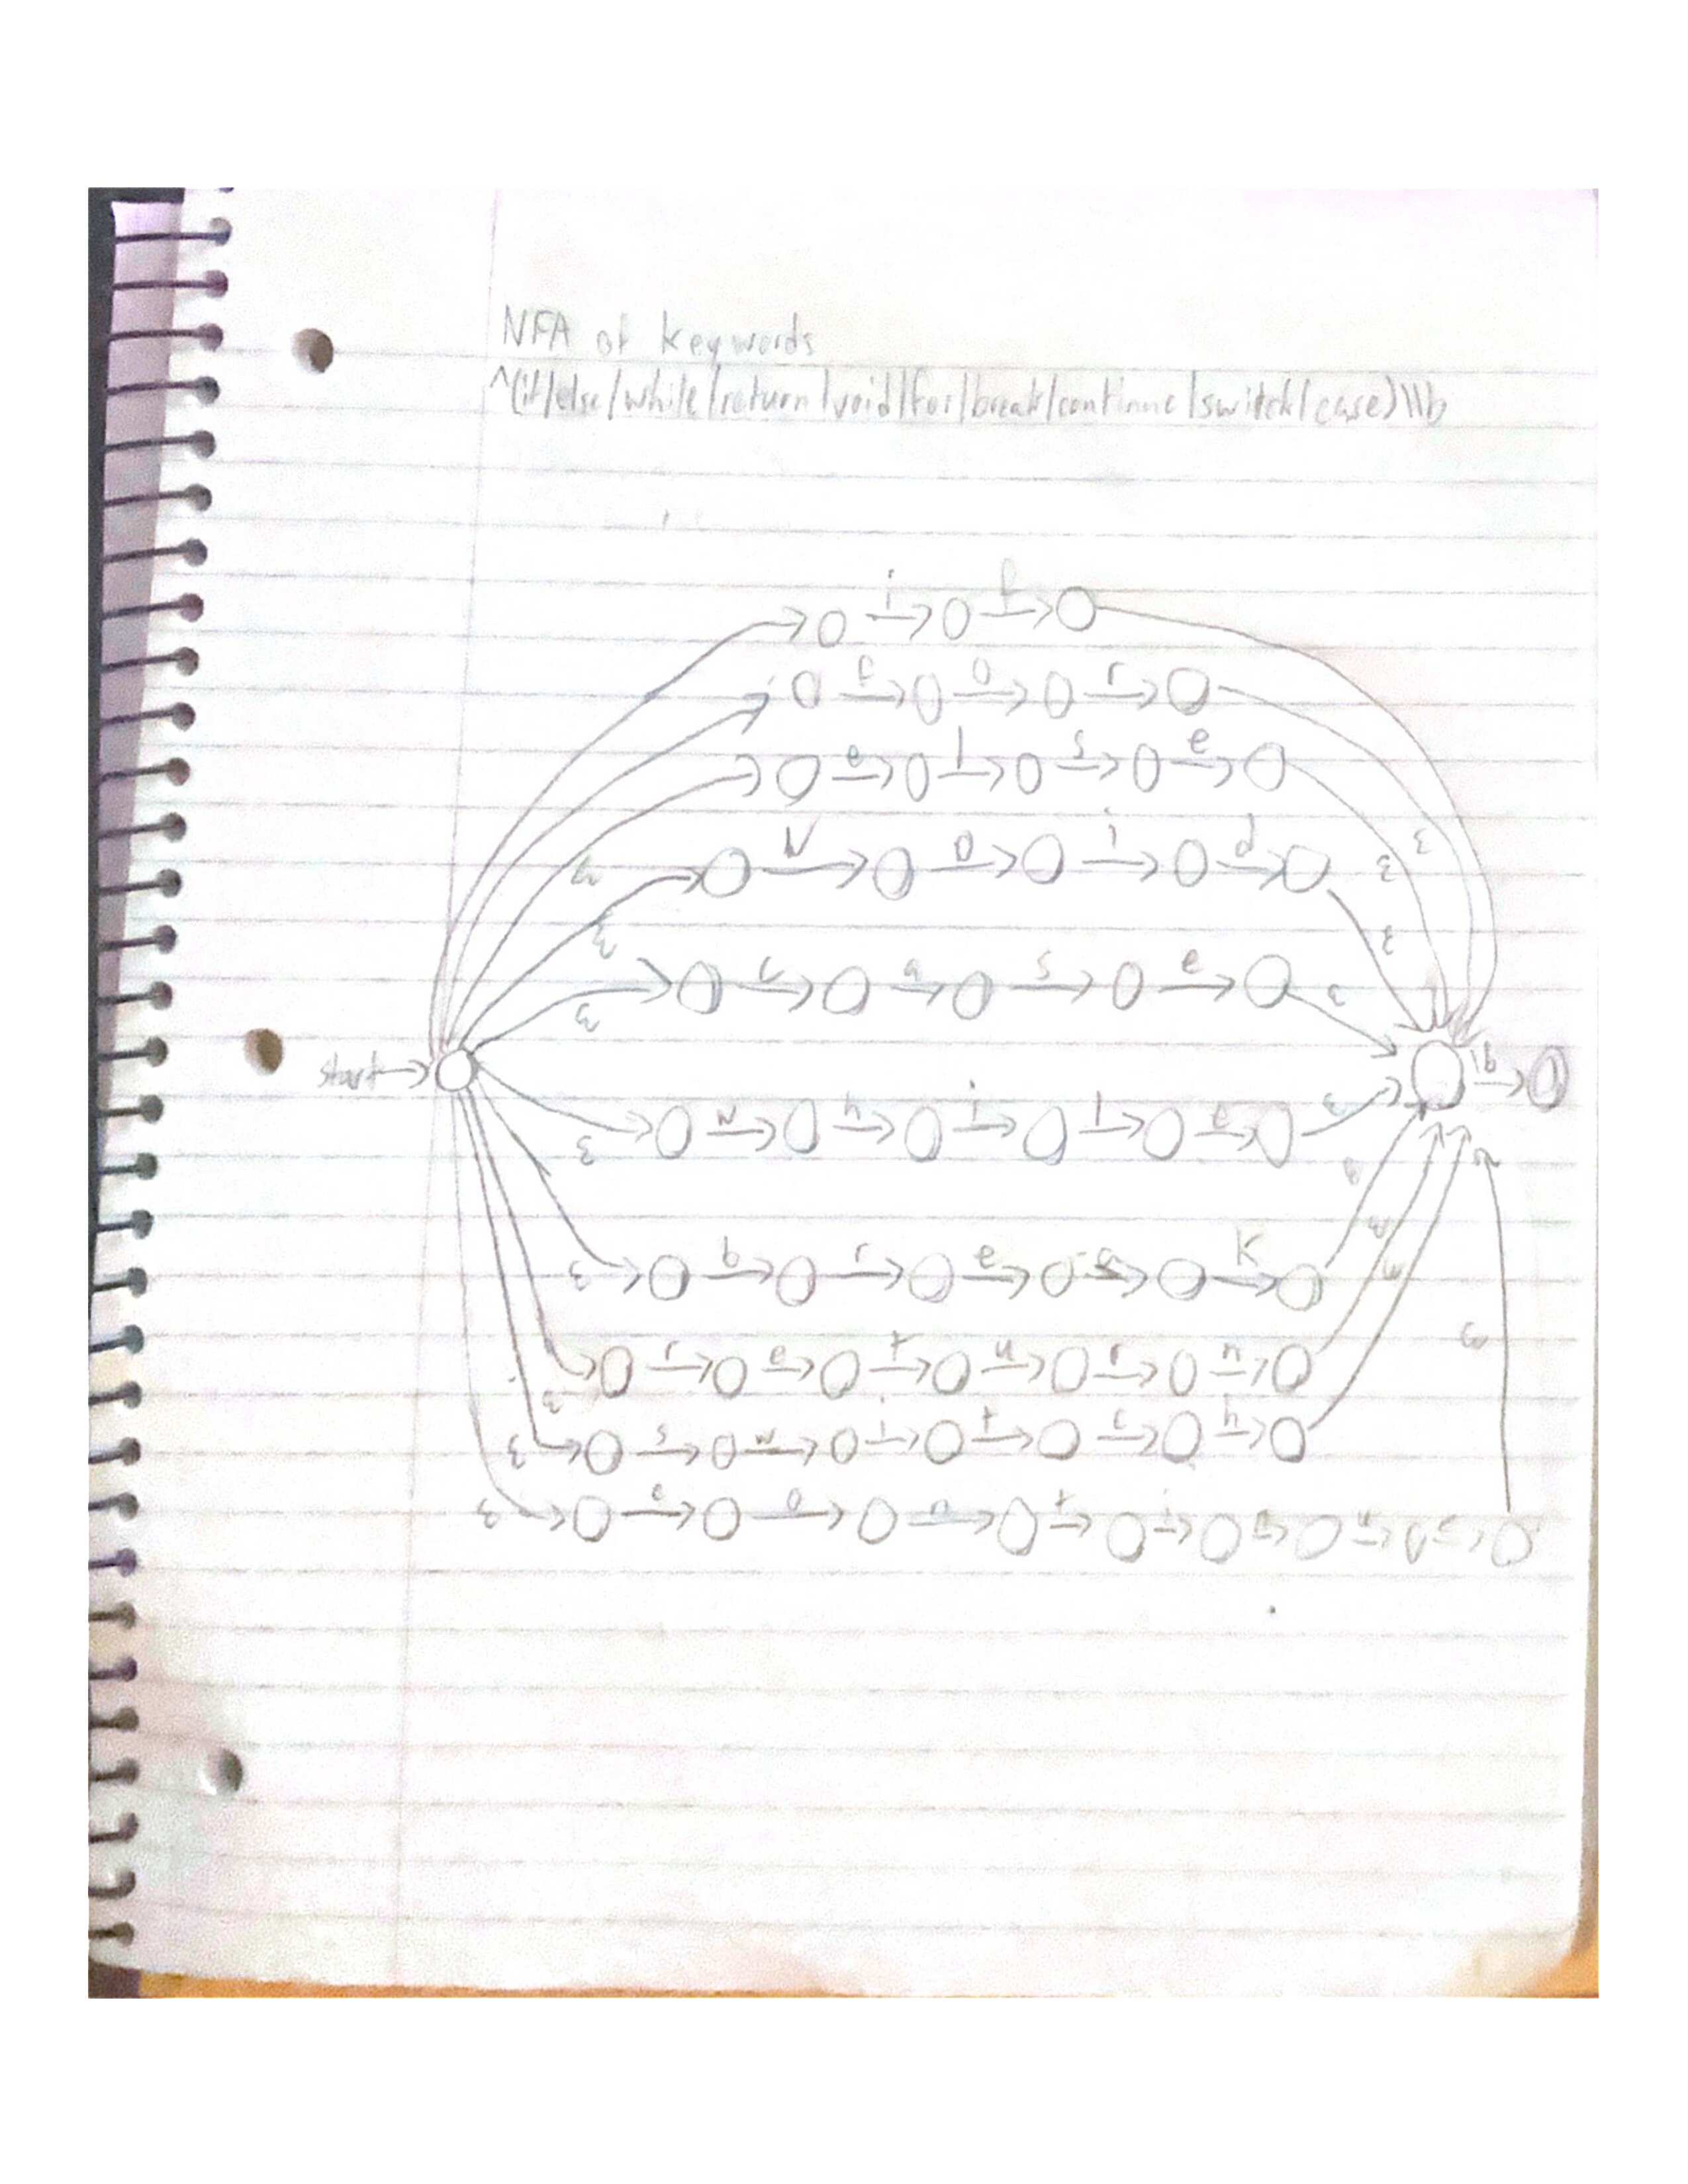 NFA of keywords
^(if|else|while|return|void|for|break|continue|switch|case)\\b
i f
f o r
e l s e
ε V o i d ε
ε ε
ε c a s e ε
ε
start \b
ε w h i l e ε
ε b r e a k ε
ε r e t u r n ε
ε s w i t c h ε
ε c o n t i n u e ε